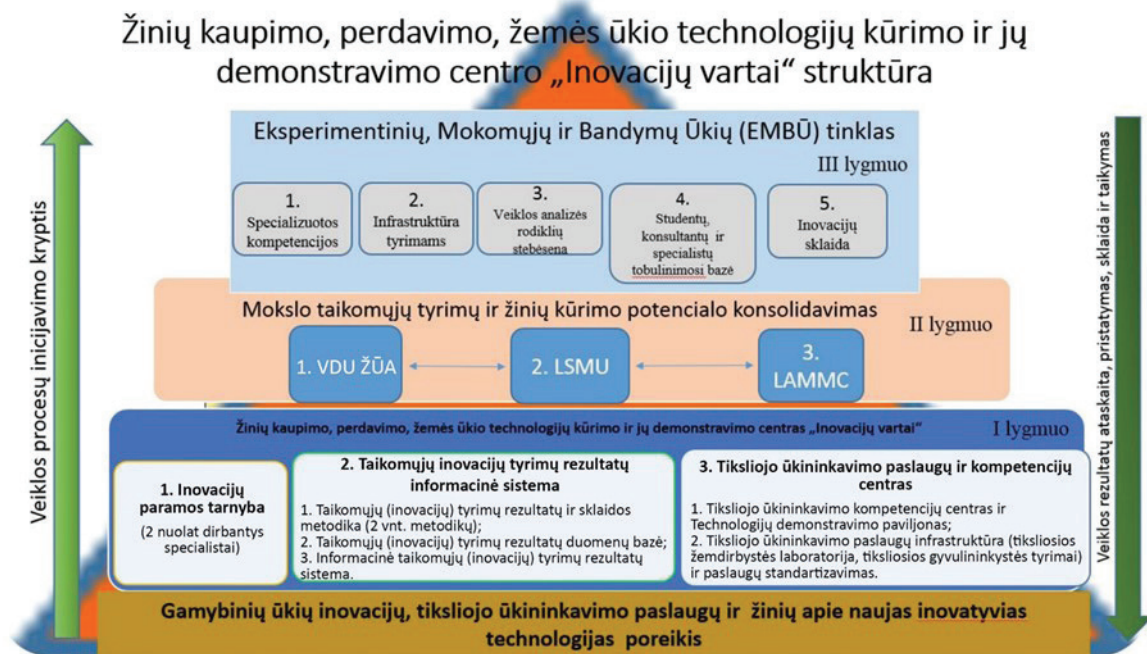 Žinių kaupimo, perdavimo, žemės ūkio technologijų kūrimo ir jų
demonstravimo centro „Inovacijų vartai“ struktūra
Veiklos procesų inicijavimo kryptis
Eksperimentinių, Mokomųjų ir Bandymų Ūkių (EMBŪ) tinklas
III lygmuo
1.
Specializuotos
kompetencijos
2.
Infrastruktūra
tyrimams
3.
Veiklos analizės
rodiklių
stebėsena
4.
Studentų,
konsultantų ir
specialistų
tobulinimosi bazė
5.
Inovacijų
sklaida
Mokslo taikomųjų tyrimų ir žinių kūrimo potencialo konsolidavimas
II lygmuo
1. VDU ŽŪA
2. LSMU
3.
LAMMC
Žinių kaupimo, perdavimo, žemės ūkio technologijų kūrimo ir jų demonstravimo centras „Inovacijų vartai“
I lygmuo
1. Inovacijų
paramos tarnyba
(2 nuolat dirbantys
specialistai)
2. Taikomųjų inovacijų tyrimų rezultatų
informacinė sistema
1. Taikomųjų (inovacijų) tyrimų rezultatų ir sklaidos
metodika (2 vnt. metodikų);
2. Taikomųjų (inovacijų) tyrimų rezultatų duomenų bazė;
3. Informacinė taikomųjų (inovacijų) tyrimų rezultatų
sistema.
3. Tiksliojo ūkininkavimo paslaugų ir kompetencijų
centras
1. Tiksliojo ūkininkavimo kompetencijų centras ir
Technologijų demonstravimo paviljonas;
2. Tiksliojo ūkininkavimo paslaugų infrastruktūra (tiksliosios
žemdirbystės laboratorija, tiksliosios gyvulininkystės tyrimai)
ir paslaugų standartizavimas.
Gamybinių ūkių inovacijų, tiksliojo ūkininkavimo paslaugų ir žinių apie naujas inovatyvias
technologijas poreikis
Veiklos rezultatų ataskaita, pristatymas, sklaida ir taikymas